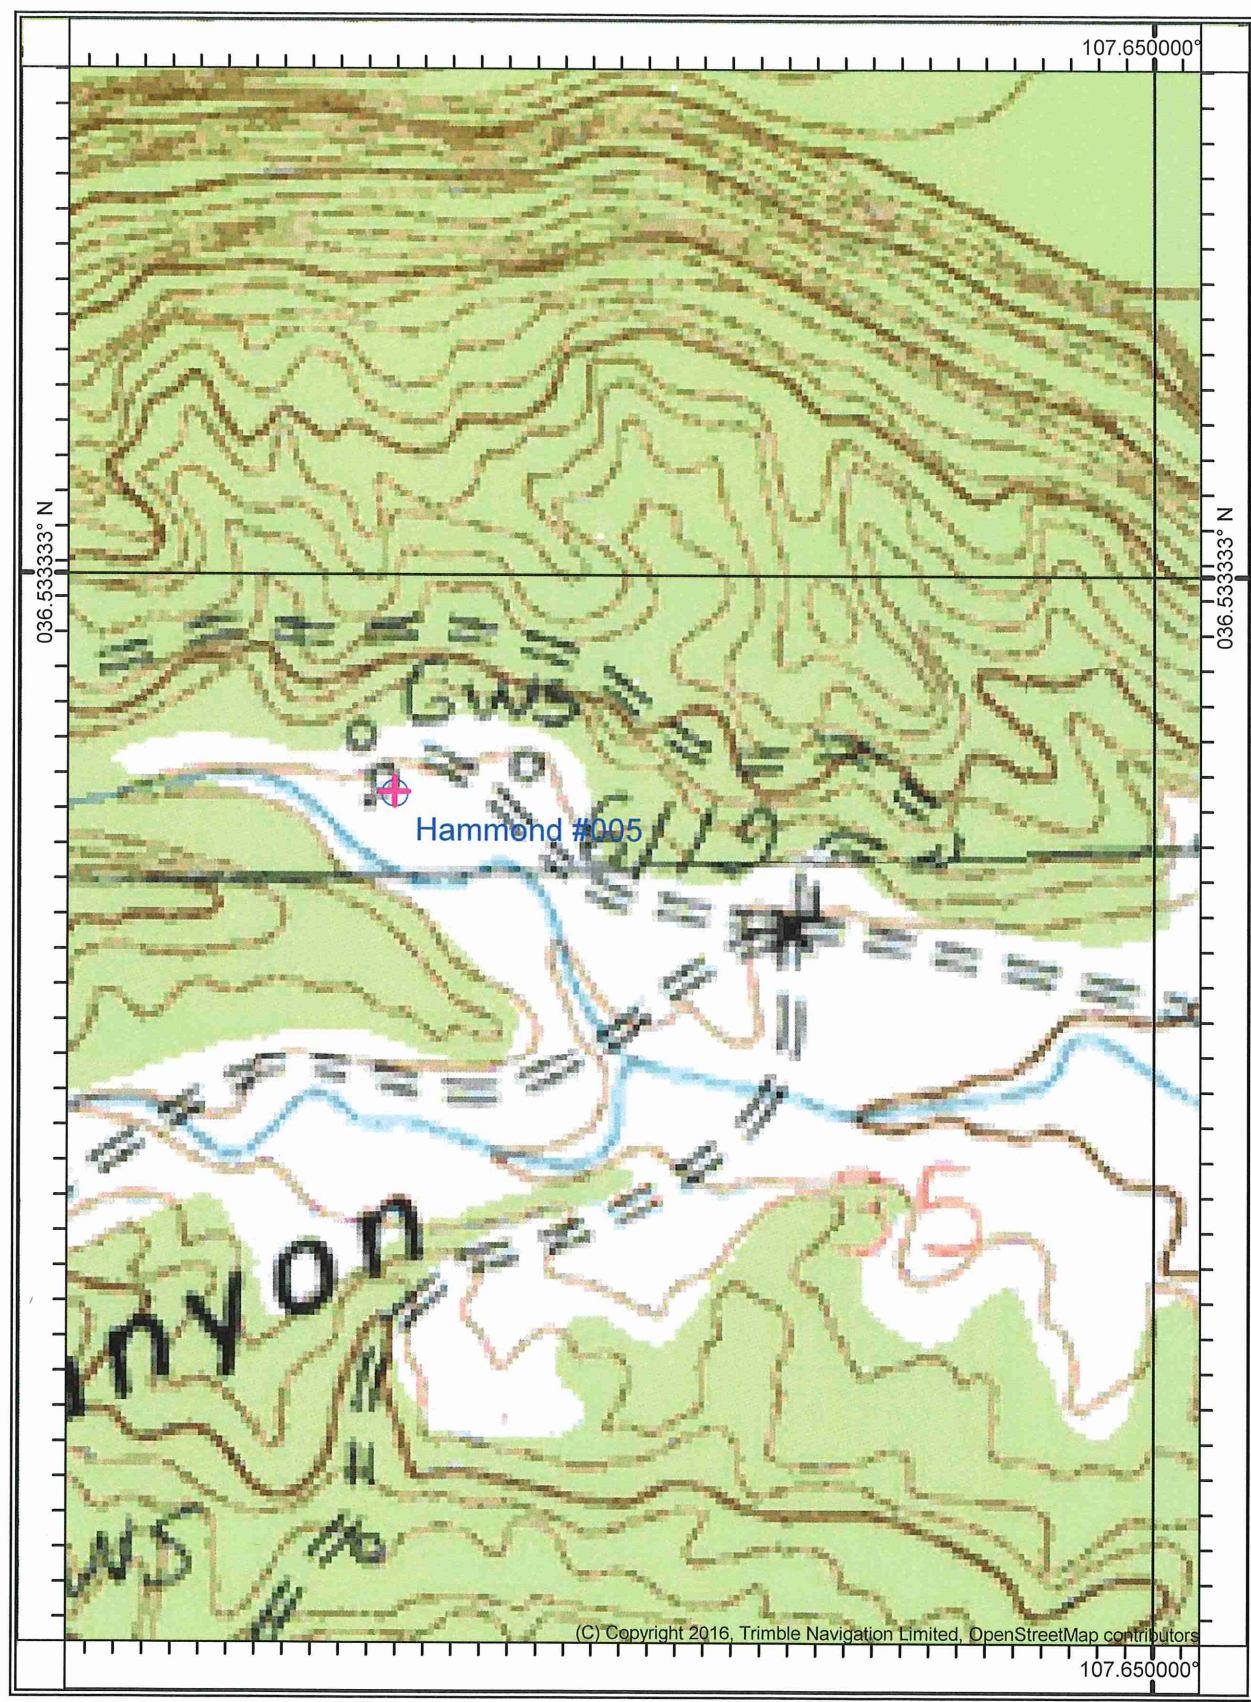 107.650000°
036.533333° N
036.533333° N
GWS
Hammond #005
35
nyon
WS
(C) Copyright 2016, Trimble Navigation Limited, OpenStreetMap contributors
107.650000°